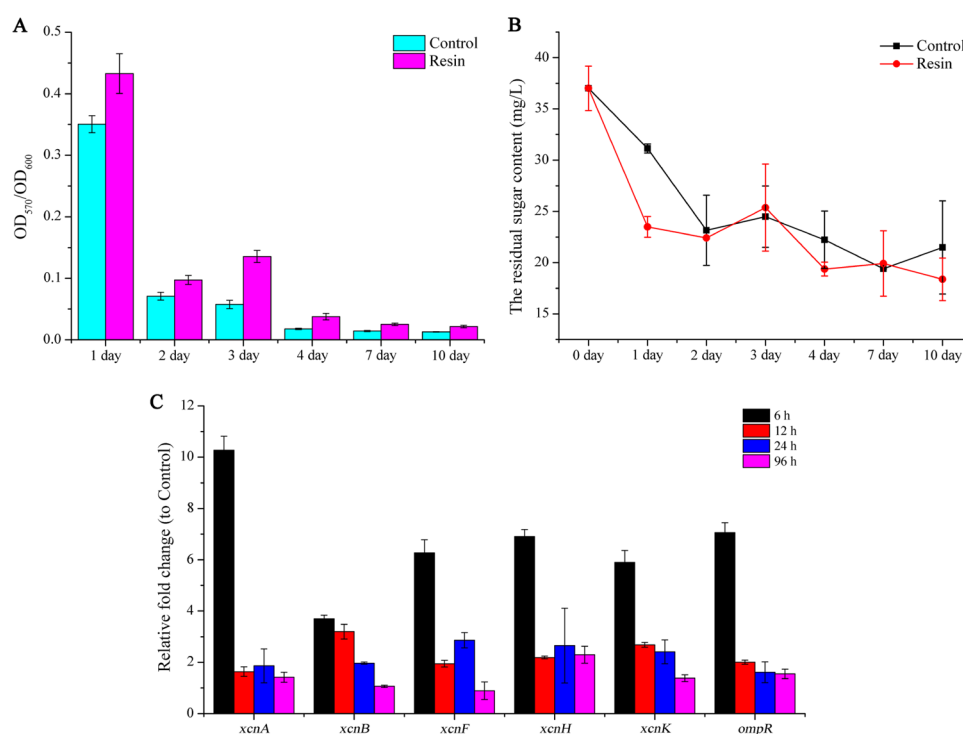 A
0.5
0.4
0.3
0.2
0.1
0.0
OD570/OD600
Control
Resin
1 day 2 day 3 day 4 day 7 day 10 day
B
40
35
30
25
20
15
The residual sugar content (mg/L)
Control
Resin
0 day 1 day 2 day 3 day 4 day 7 day 10 day
C
12
10
8
6
4
2
0
Relative fold change (to Control)
6 h
12 h
24 h
96 h
xcnA xcnB xcnF xcnH xcnK ompR